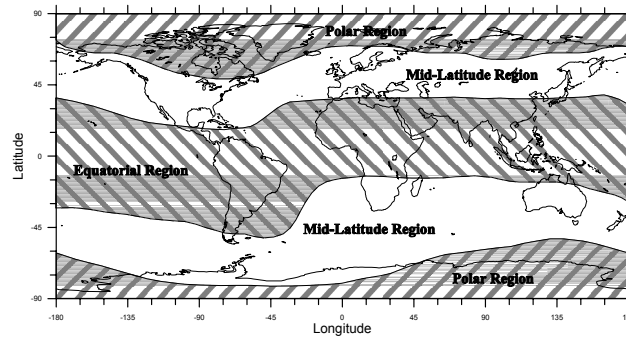 90
Polar Region
Mid-Latitude Region
45
Latitude
0
Equatorial Region
-45
Mid-Latitude Region
Polar Region
-90
-180 -135 -90 -45 0 45 90 135
Longitude